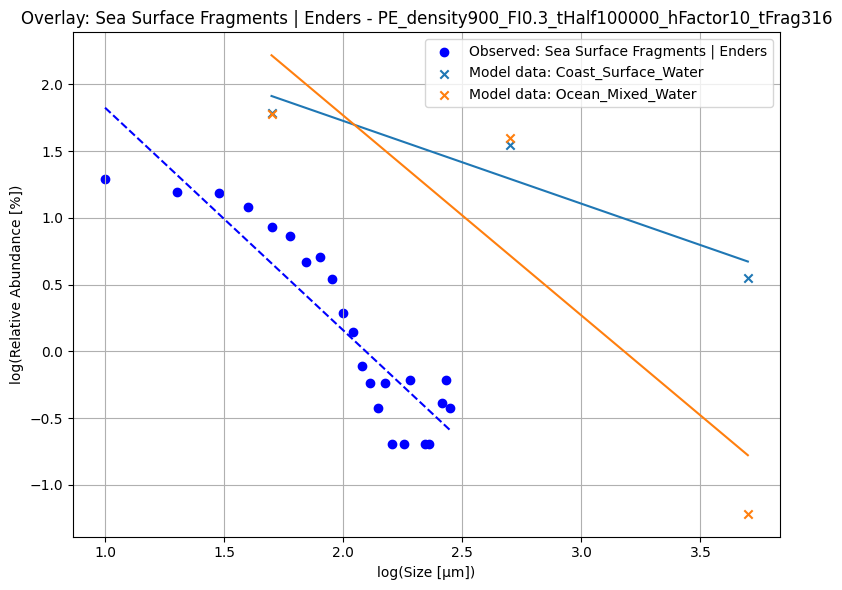 Overlay: Sea Surface Fragments | Enders - PE_density900_FI0.3_tHalf100000_hFactor10_tFrag316
Observed: Sea Surface Fragments | Enders
Model data: Coast_Surface_Water
Model data: Ocean_Mixed_Water
log(Relative Abundance [%])
2.0
1.5
1.0
0.5
0.0
−0.5
−1.0
1.0 1.5 2.0 2.5 3.0 3.5
log(Size [μm])